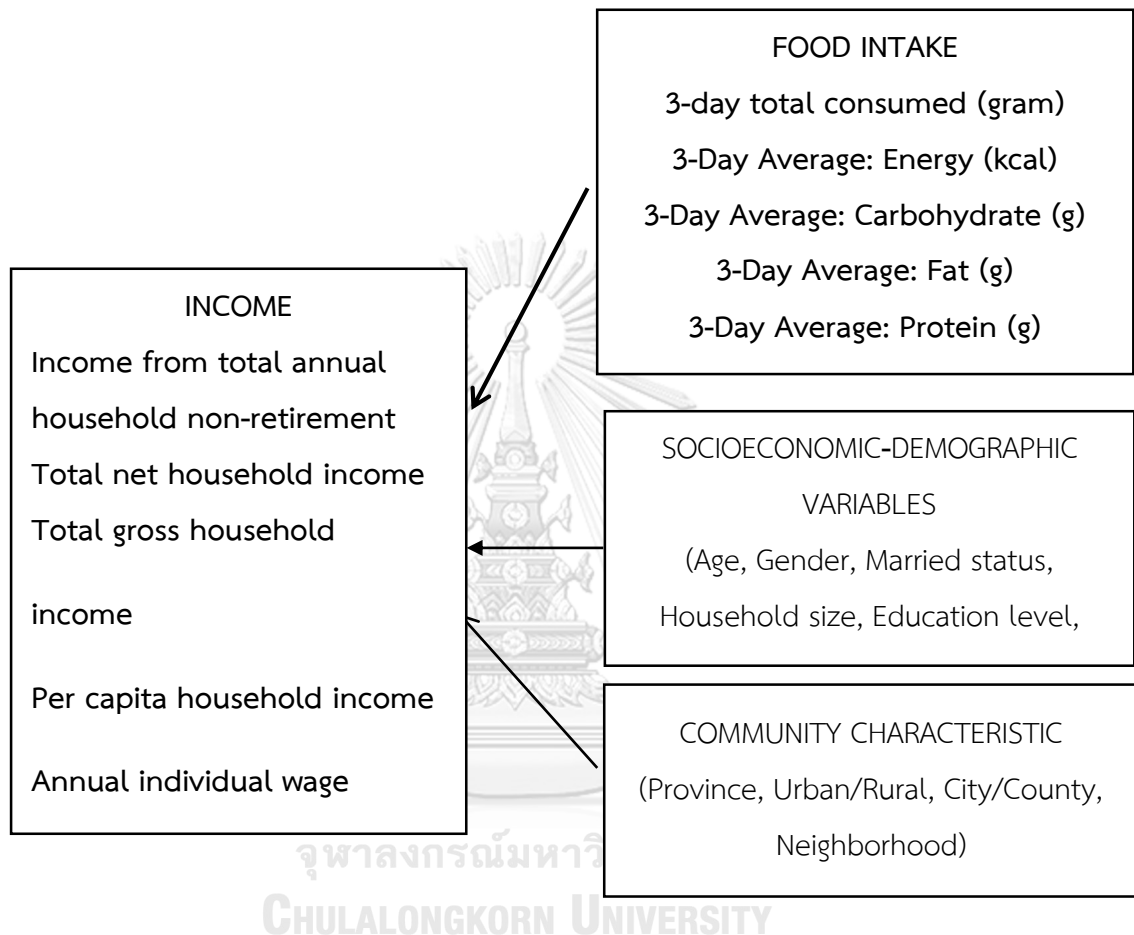 FOOD INTAKE
3-day total consumed (gram)
3-Day Average: Energy (kcal)
3-Day Average: Carbohydrate (g)
3-Day Average: Fat (g)
3-Day Average: Protein (g)
INCOME
Income from total annual
household non-retirement
Total net household income
Total gross household
income
Per capita household income
Annual individual wage
SOCIOECONOMIC-DEMOGRAPHIC
VARIABLES
(Age, Gender, Married status,
Household size, Education level,
COMMUNITY CHARACTERISTIC
(Province, Urban/Rural, City/County,
Neighborhood)
จุฬาลงกรณ์มหาวิ
CHULALONGKORN UNIVERSITY